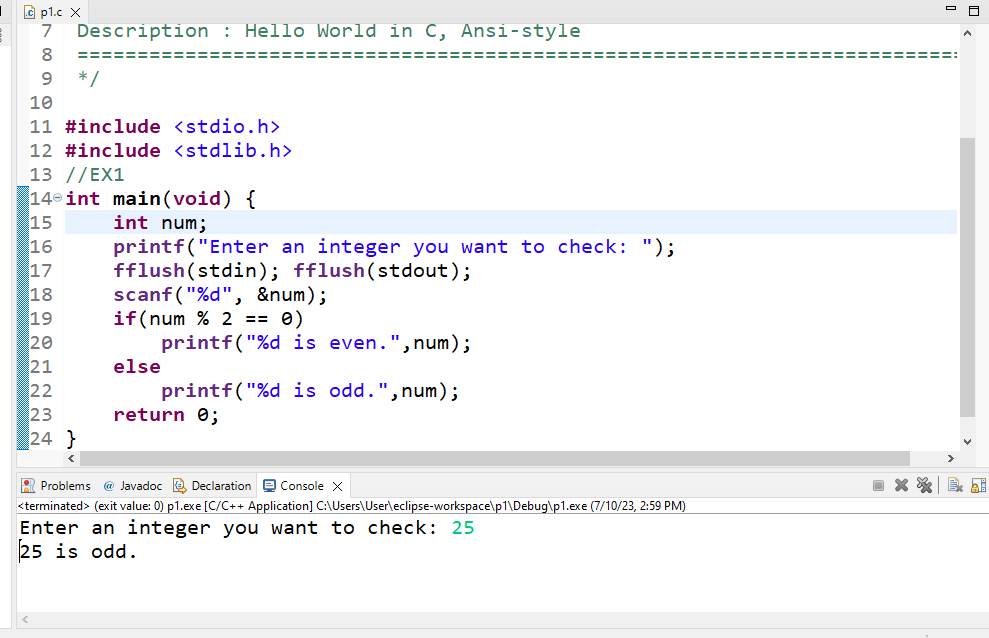 p1.c
7 Description : Hello World in C, Ansi-style
8 ==========================================================================
9 */
10
11 #include <stdio.h>
12 #include <stdlib.h>
13 //EX1
14 int main(void) {
15     int num;
16     printf("Enter an integer you want to check: ");
17     fflush(stdin); fflush(stdout);
18     scanf("%d", &num);
19     if(num % 2 == 0)
20         printf("%d is even.",num);
21     else
22         printf("%d is odd.",num);
23     return 0;
24 }
Problems @ Javadoc Declaration Console
<terminated> (exit value: 0) p1.exe [C/C++ Application] C:\Users\User\eclipse-workspace\p1\Debug\p1.exe (7/10/23, 2:59 PM)
Enter an integer you want to check: 25
25 is odd.